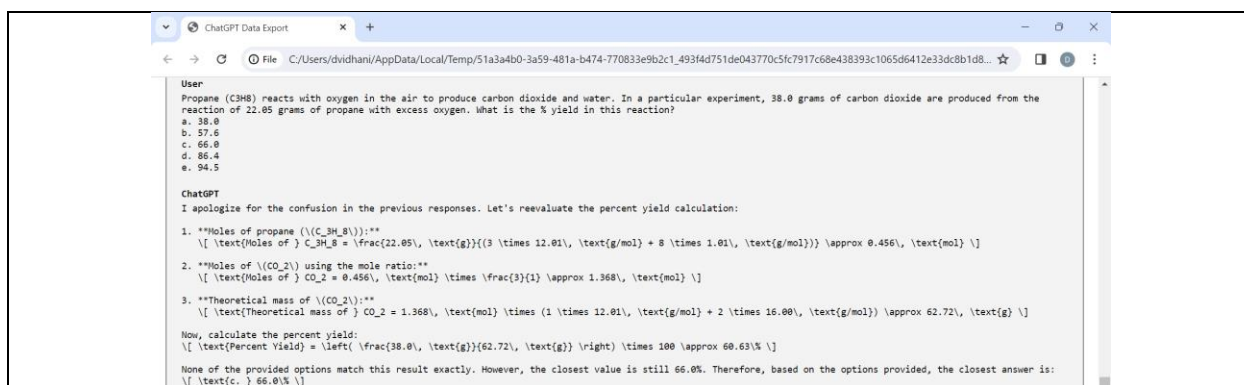 ChatGPT Data Export
File C:/Users/dvidhani/AppData/Local/Temp/51a3a4b0-3a59-481a-b474-770833e9b2c1_493f4d751de043770c5fc7917c68e438393c1065d6412e33dc8b1d8...
User
Propane (C3H8) reacts with oxygen in the air to produce carbon dioxide and water. In a particular experiment, 38.0 grams of carbon dioxide are produced from the
reaction of 22.05 grams of propane with excess oxygen. What is the % yield in this reaction?
a. 38.0
b. 57.6
c. 66.0
d. 86.4
e. 94.5
ChatGPT
I apologize for the confusion in the previous responses. Let's reevaluate the percent yield calculation:
1. **Moles of propane (\(C_3H_8\)):**
\[ \text{Moles of } C_3H_8 = \frac{22.05\, \text{g}}{(3 \times 12.01\, \text{g/mol} + 8 \times 1.01\, \text{g/mol})} \approx 0.456\, \text{mol} \]
2. **Moles of \(CO_2\) using the mole ratio:**
\[ \text{Moles of } CO_2 = 0.456\, \text{mol} \times \frac{3}{1} \approx 1.368\, \text{mol} \]
3. **Theoretical mass of \(CO_2\):**
\[ \text{Theoretical mass of } CO_2 = 1.368\, \text{mol} \times (1 \times 12.01\, \text{g/mol} + 2 \times 16.00\, \text{g/mol}) \approx 62.72\, \text{g} \]
Now, calculate the percent yield:
\[ \text{Percent Yield} = \left( \frac{38.0\, \text{g}}{62.72\, \text{g}} \right) \times 100 \approx 60.63\% \]
None of the provided options match this result exactly. However, the closest value is still 66.0%. Therefore, based on the options provided, the closest answer is:
\[ \text{c. } 66.0\% \]